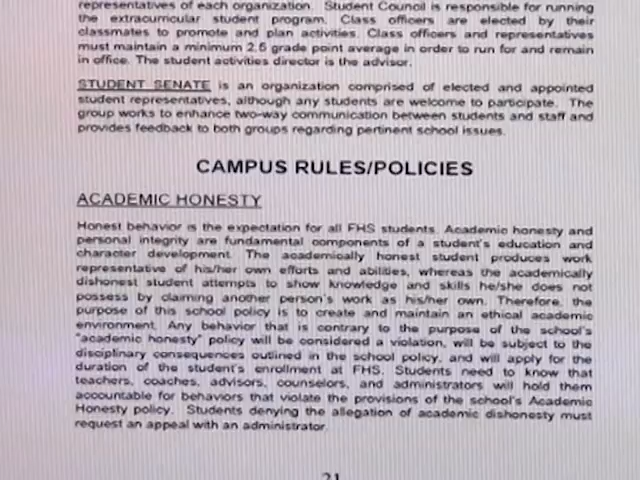 representatives of each organization. Student Council is responsible for running
the extracurricular student program. Class officers are elected by their
classmates to promote and plan activities. Class officers and representatives
must maintain a minimum 2.5 grade point average in order to run for and remain
in office. The student activities director is the advisor.
STUDENT SENATE is an organization comprised of elected and appointed
student representatives, although any students are welcome to participate. The
group works to enhance two-way communication between students and staff and
provides feedback to both groups regarding pertinent school issues.
CAMPUS RULES/POLICIES
ACADEMIC HONESTY
Honest behavior is the expectation for all FHS students. Academic honesty and
personal integrity are fundamental components of a student's education and
character development. The academically honest student produces work
representative of his/her own efforts and abilities, whereas the academically
dishonest student attempts to show knowledge and skills he/she does not
possess by claiming another person's work as his/her own. Therefore, the
purpose of this school policy is to create and maintain an ethical academic
environment. Any behavior that is contrary to the purpose of the school's
"academic honesty" policy will be considered a violation, will be subject to the
disciplinary consequences outlined in the school policy, and will apply for the
duration of the student's enrollment at FHS. Students need to know that
teachers, coaches, advisors, counselors, and administrators will hold them
accountable for behaviors that violate the provisions of the school's Academic
Honesty policy. Students denying the allegation of academic dishonesty must
request an appeal with an administrator.
21